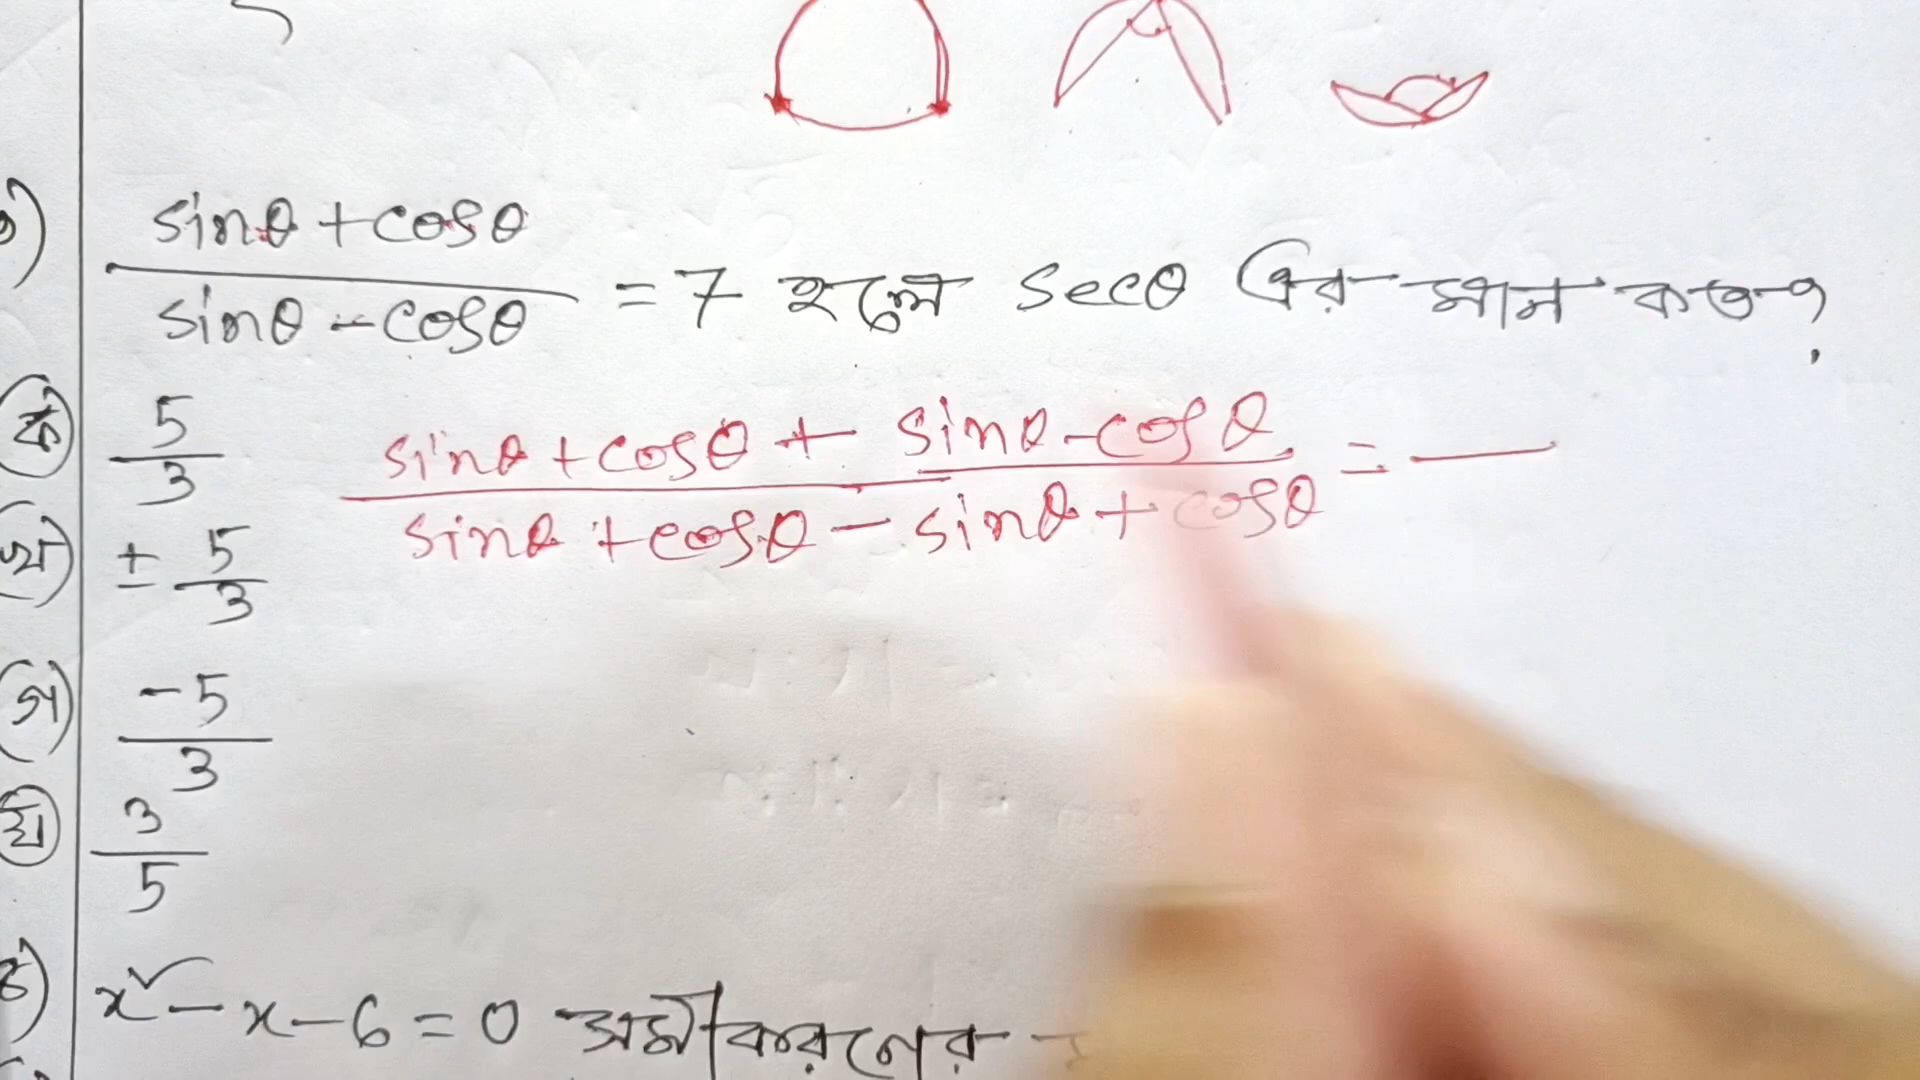 sinθ + cosθ
sinθ - cosθ
= 7 হলে secθ এর মান কত?
ক
5
3
sinθ + cosθ + sinθ - cosθ
sinθ + cosθ - sinθ + cosθ
= —
খ
± 5
3
গ
-5
3
ঘ
3
5
x² - x - 6 = 0 সমীকরণের